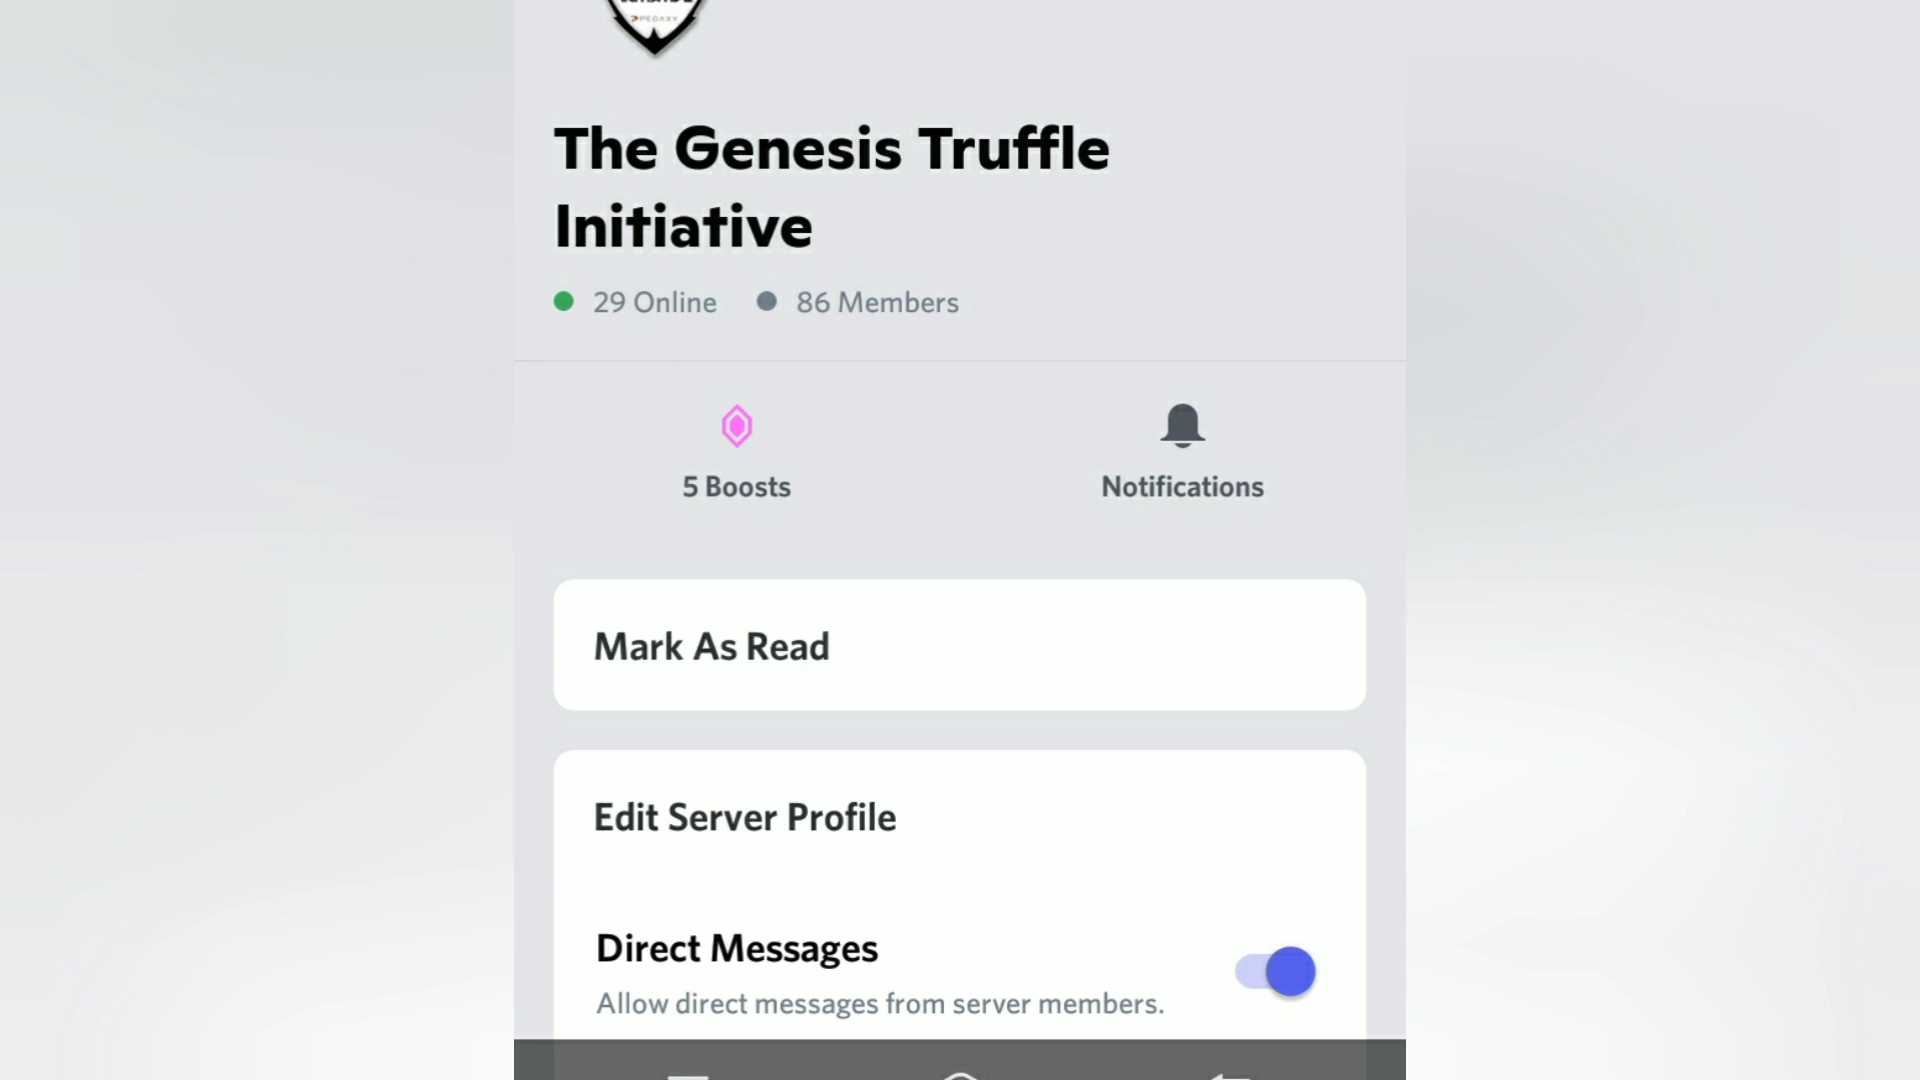 PEGAXY
The Genesis Truffle
Initiative
29 Online 86 Members
5 Boosts Notifications
Mark As Read
Edit Server Profile
Direct Messages
Allow direct messages from server members.